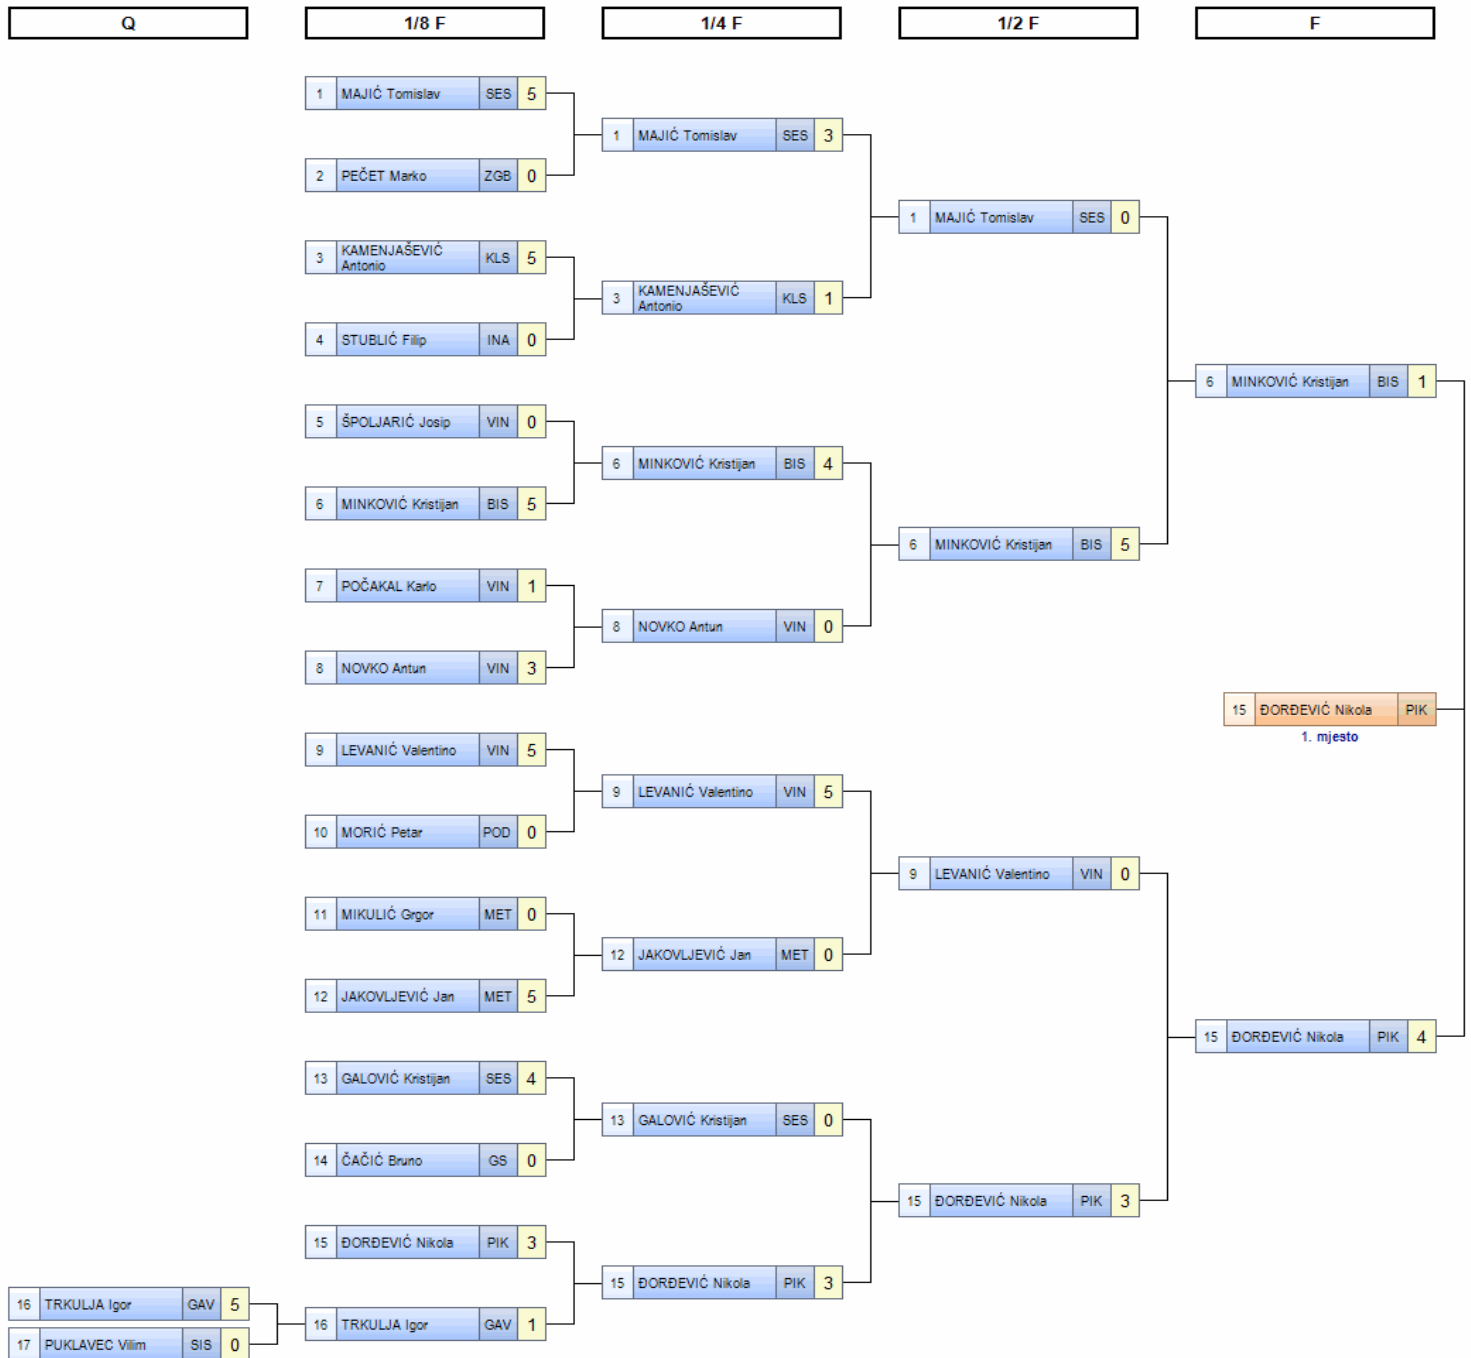 Q
1/8 F
1/4 F
1/2 F
F
1 MAJIĆ Tomislav SES 5
2 PEČET Marko ZGB 0
3 KAMENJAŠEVIĆ Antonio KLS 5
4 STUBLIĆ Filip INA 0
5 ŠPOLJARIĆ Josip VIN 0
6 MINKOVIĆ Kristijan BIS 5
7 POČAKAL Karlo VIN 1
8 NOVKO Antun VIN 3
9 LEVANIĆ Valentino VIN 5
10 MORIĆ Petar POD 0
11 MIKULIĆ Grgor MET 0
12 JAKOVLJEVIĆ Jan MET 5
13 GALOVIĆ Kristijan SES 4
14 ČAČIĆ Bruno GS 0
15 ĐORĐEVIĆ Nikola PIK 3
16 TRKULJA Igor GAV 1
16 TRKULJA Igor GAV 5
17 PUKLAVEC Vilim SIS 0
1 MAJIĆ Tomislav SES 3
3 KAMENJAŠEVIĆ Antonio KLS 1
6 MINKOVIĆ Kristijan BIS 4
8 NOVKO Antun VIN 0
9 LEVANIĆ Valentino VIN 5
12 JAKOVLJEVIĆ Jan MET 0
13 GALOVIĆ Kristijan SES 0
15 ĐORĐEVIĆ Nikola PIK 3
1 MAJIĆ Tomislav SES 0
6 MINKOVIĆ Kristijan BIS 5
9 LEVANIĆ Valentino VIN 0
15 ĐORĐEVIĆ Nikola PIK 3
6 MINKOVIĆ Kristijan BIS 1
15 ĐORĐEVIĆ Nikola PIK
1. mjesto
15 ĐORĐEVIĆ Nikola PIK 4